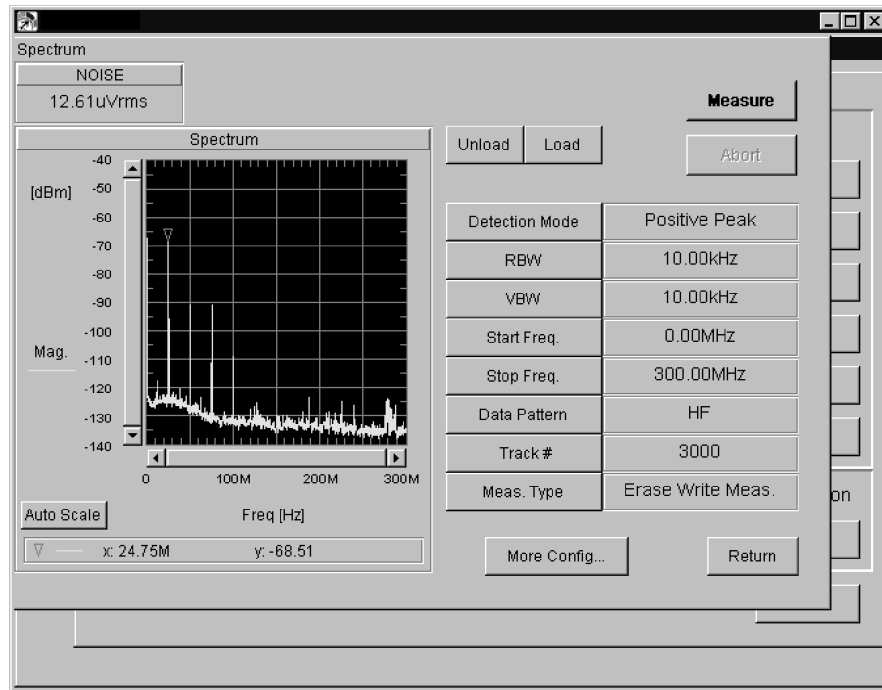 Spectrum
NOISE
12.61uVrms
Measure
Spectrum
Unload Load
Abort
-40
[dBm] -50
-60
-70
-80
-90
-100
Mag.
-110
-120
-130
-140
0 100M 200M 300M
Detection Mode Positive Peak
RBW 10.00kHz
VBW 10.00kHz
Start Freq. 0.00MHz
Stop Freq. 300.00MHz
Data Pattern HF
Track # 3000
Meas. Type Erase Write Meas.
on
Auto Scale Freq [Hz]
x: 24.75M y: -68.51
More Config... Return